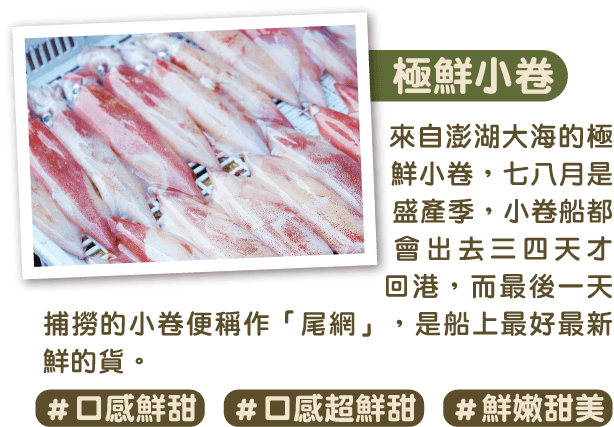 極鮮小卷
來自澎湖大海的極
鮮小卷，七八月是
盛產季，小卷船都
會出去三四天才
回港，而最後一天
捕撈的小卷便稱作「尾網」，是船上最好最新
鮮的貨。
#口感鮮甜 #口感超鮮甜 #鮮嫩甜美